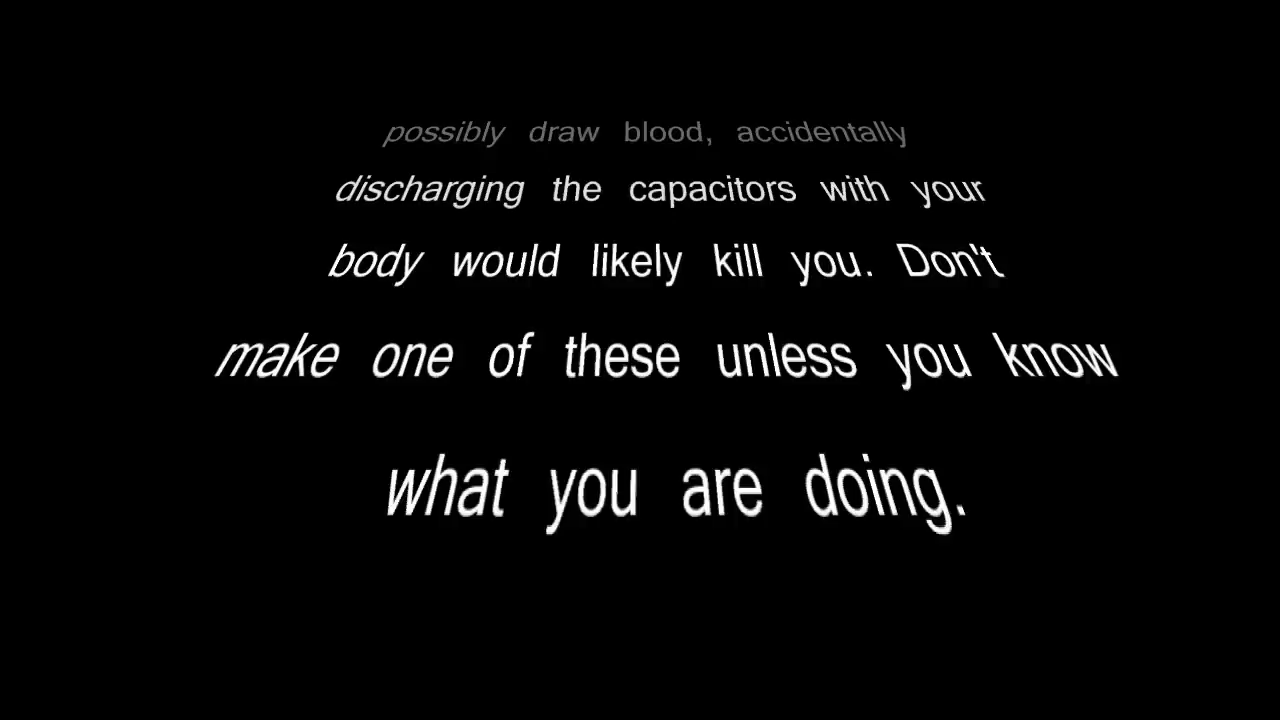 possibly draw blood, accidentally
discharging the capacitors with your
body would likely kill you. Don't
make one of these unless you know
what you are doing.